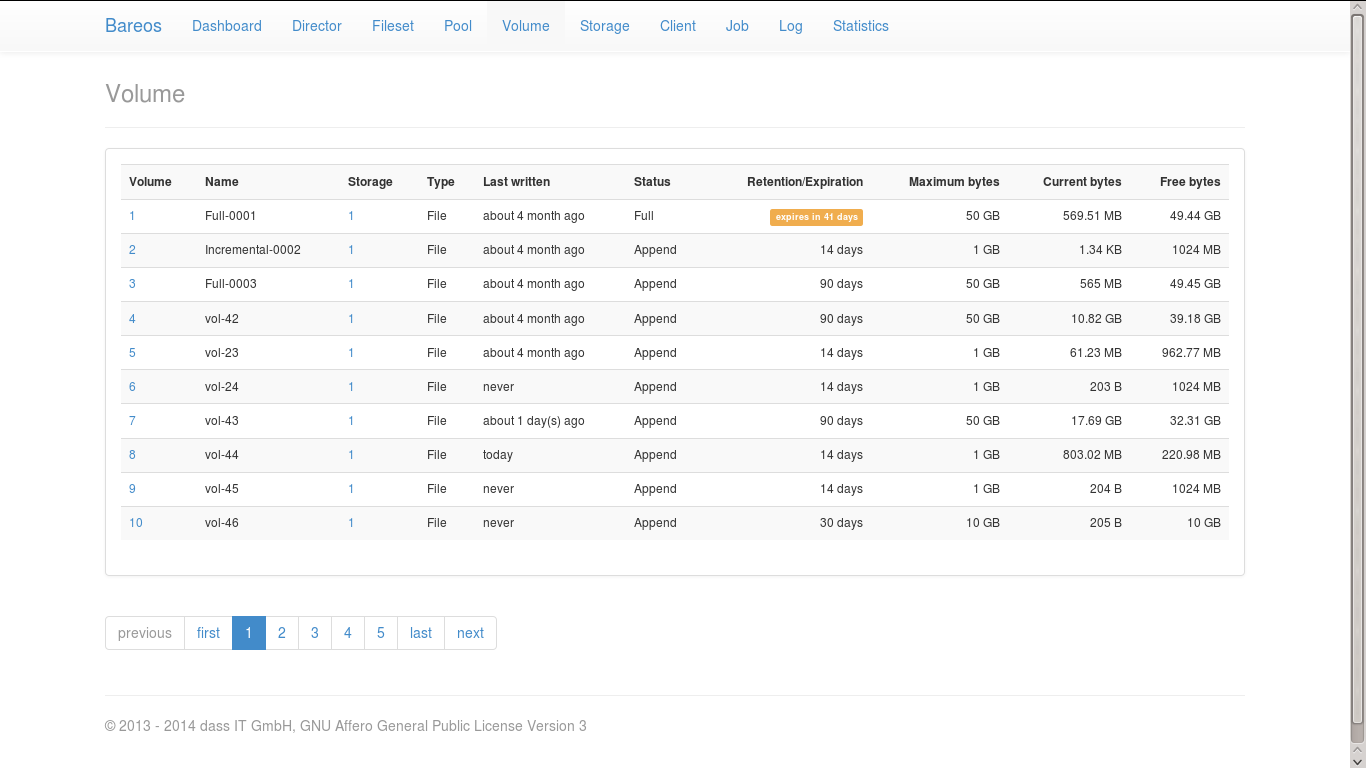 Bareos Dashboard Director Fileset Pool Volume Storage Client Job Log Statistics
Volume
Volume Name Storage Type Last written Status Retention/Expiration Maximum bytes Current bytes Free bytes
1 Full-0001 1 File about 4 month ago Full expires in 41 days 50 GB 569.51 MB 49.44 GB
2 Incremental-0002 1 File about 4 month ago Append 14 days 1 GB 1.34 KB 1024 MB
3 Full-0003 1 File about 4 month ago Append 90 days 50 GB 565 MB 49.45 GB
4 vol-42 1 File about 4 month ago Append 90 days 50 GB 10.82 GB 39.18 GB
5 vol-23 1 File about 4 month ago Append 14 days 1 GB 61.23 MB 962.77 MB
6 vol-24 1 File never Append 14 days 1 GB 203 B 1024 MB
7 vol-43 1 File about 1 day(s) ago Append 90 days 50 GB 17.69 GB 32.31 GB
8 vol-44 1 File today Append 14 days 1 GB 803.02 MB 220.98 MB
9 vol-45 1 File never Append 14 days 1 GB 204 B 1024 MB
10 vol-46 1 File never Append 30 days 10 GB 205 B 10 GB
previous first 1 2 3 4 5 last next
© 2013 - 2014 dass IT GmbH, GNU Affero General Public License Version 3